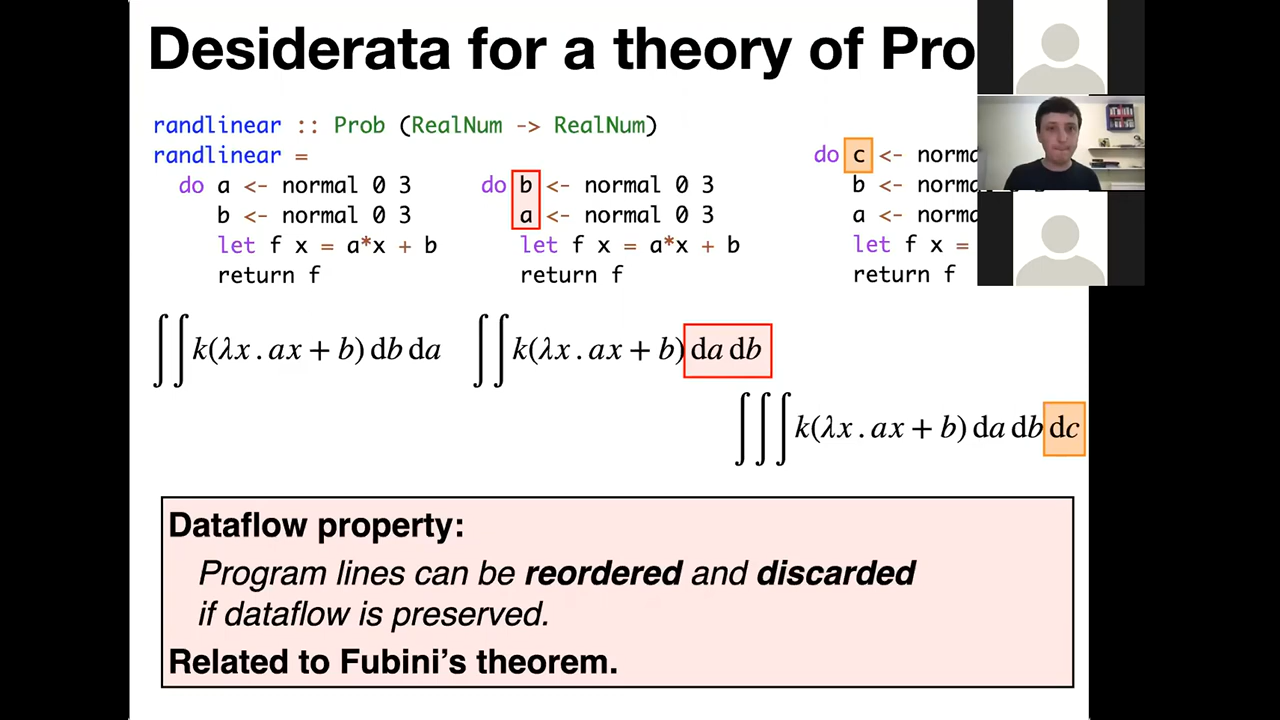 Desiderata for a theory of Pro
randlinear :: Prob (RealNum -> RealNum)
randlinear =
do a <- normal 0 3
b <- normal 0 3
let f x = a*x + b
return f
do b <- normal 0 3
a <- normal 0 3
let f x = a*x + b
return f
do c <- norma
b <- norma
a <- norma
let f x =
return f
∫∫ k(λx . ax + b) db da
∫∫ k(λx . ax + b) da db
∫∫∫ k(λx . ax + b) da db dc
Dataflow property:
Program lines can be reordered and discarded
if dataflow is preserved.
Related to Fubini's theorem.